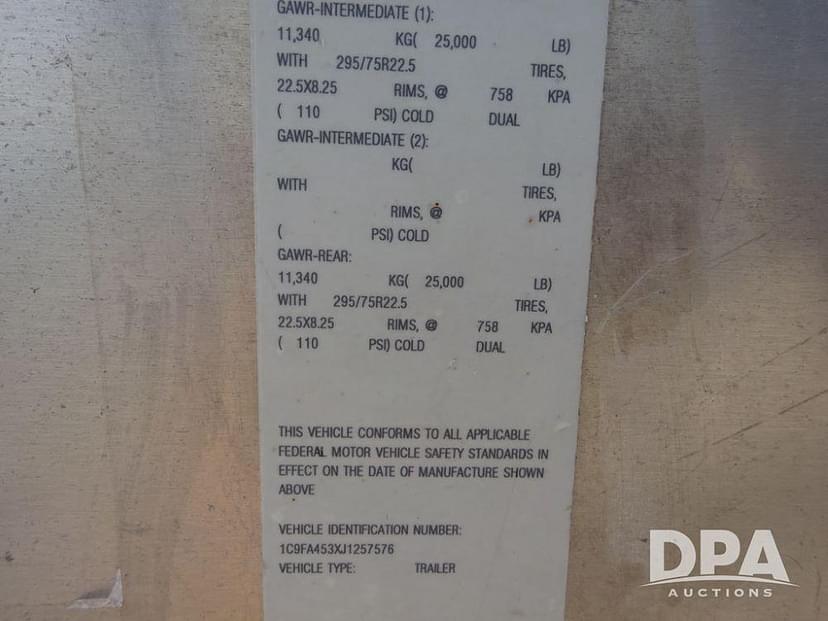 GAWR-INTERMEDIATE (1):
11,340 KG( 25,000 LB)
WITH 295/75R22.5 TIRES,
22.5X8.25 RIMS, @ 758 KPA
( 110 PSI) COLD DUAL
GAWR-INTERMEDIATE (2):
KG( LB)
WITH TIRES,
RIMS, @ KPA
( PSI) COLD
GAWR-REAR:
11,340 KG( 25,000 LB)
WITH 295/75R22.5 TIRES,
22.5X8.25 RIMS, @ 758 KPA
( 110 PSI) COLD DUAL
THIS VEHICLE CONFORMS TO ALL APPLICABLE
FEDERAL MOTOR VEHICLE SAFETY STANDARDS IN
EFFECT ON THE DATE OF MANUFACTURE SHOWN
ABOVE
VEHICLE IDENTIFICATION NUMBER:
1C9FA453XJ1257576
VEHICLE TYPE: TRAILER
DPA
AUCTIONS